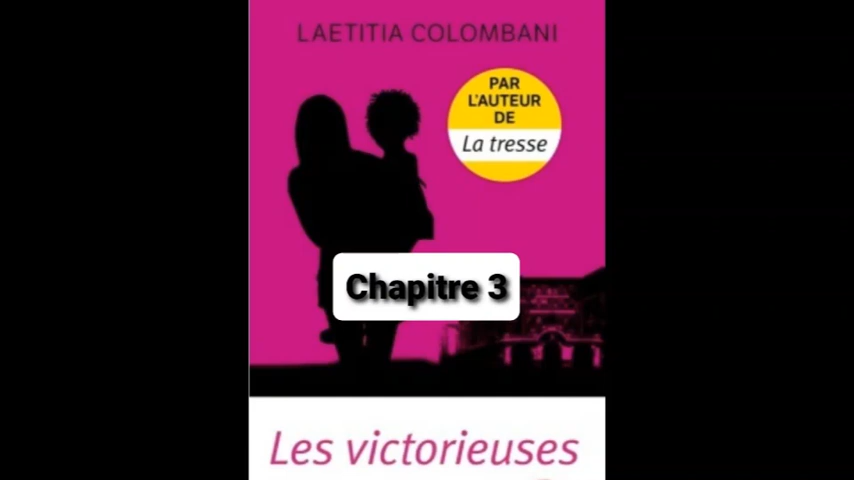 LAETITIA COLOMBANI
PAR
L'AUTEUR
DE
La tresse
Chapitre 3
Les victorieuses